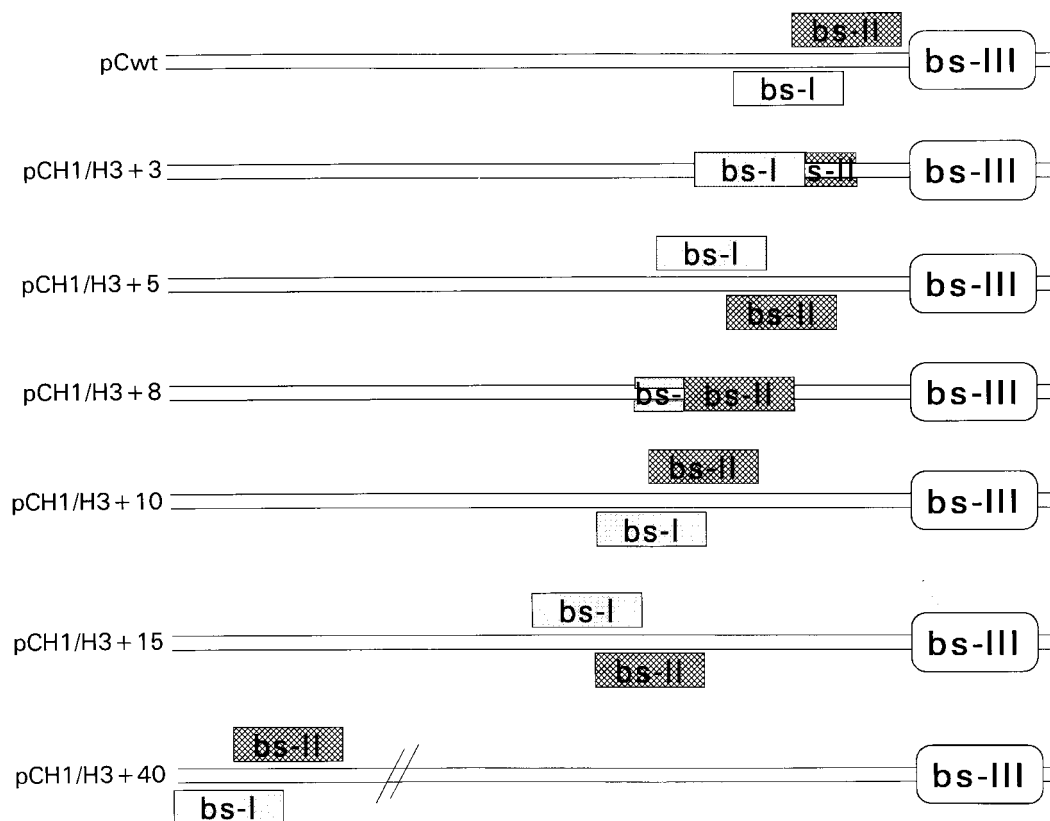 bs-II
pCwt bs-III
bs-I
pCH1/H3 + 3 bs-I s-II bs-III
bs-I
pCH1/H3 + 5 bs-III
bs-II
pCH1/H3 + 8 bs- bs-II bs-III
bs-II
pCH1/H3 + 10 bs-III
bs-I
bs-I
pCH1/H3 + 15 bs-III
bs-II
bs-II
pCH1/H3 + 40 bs-III
bs-I